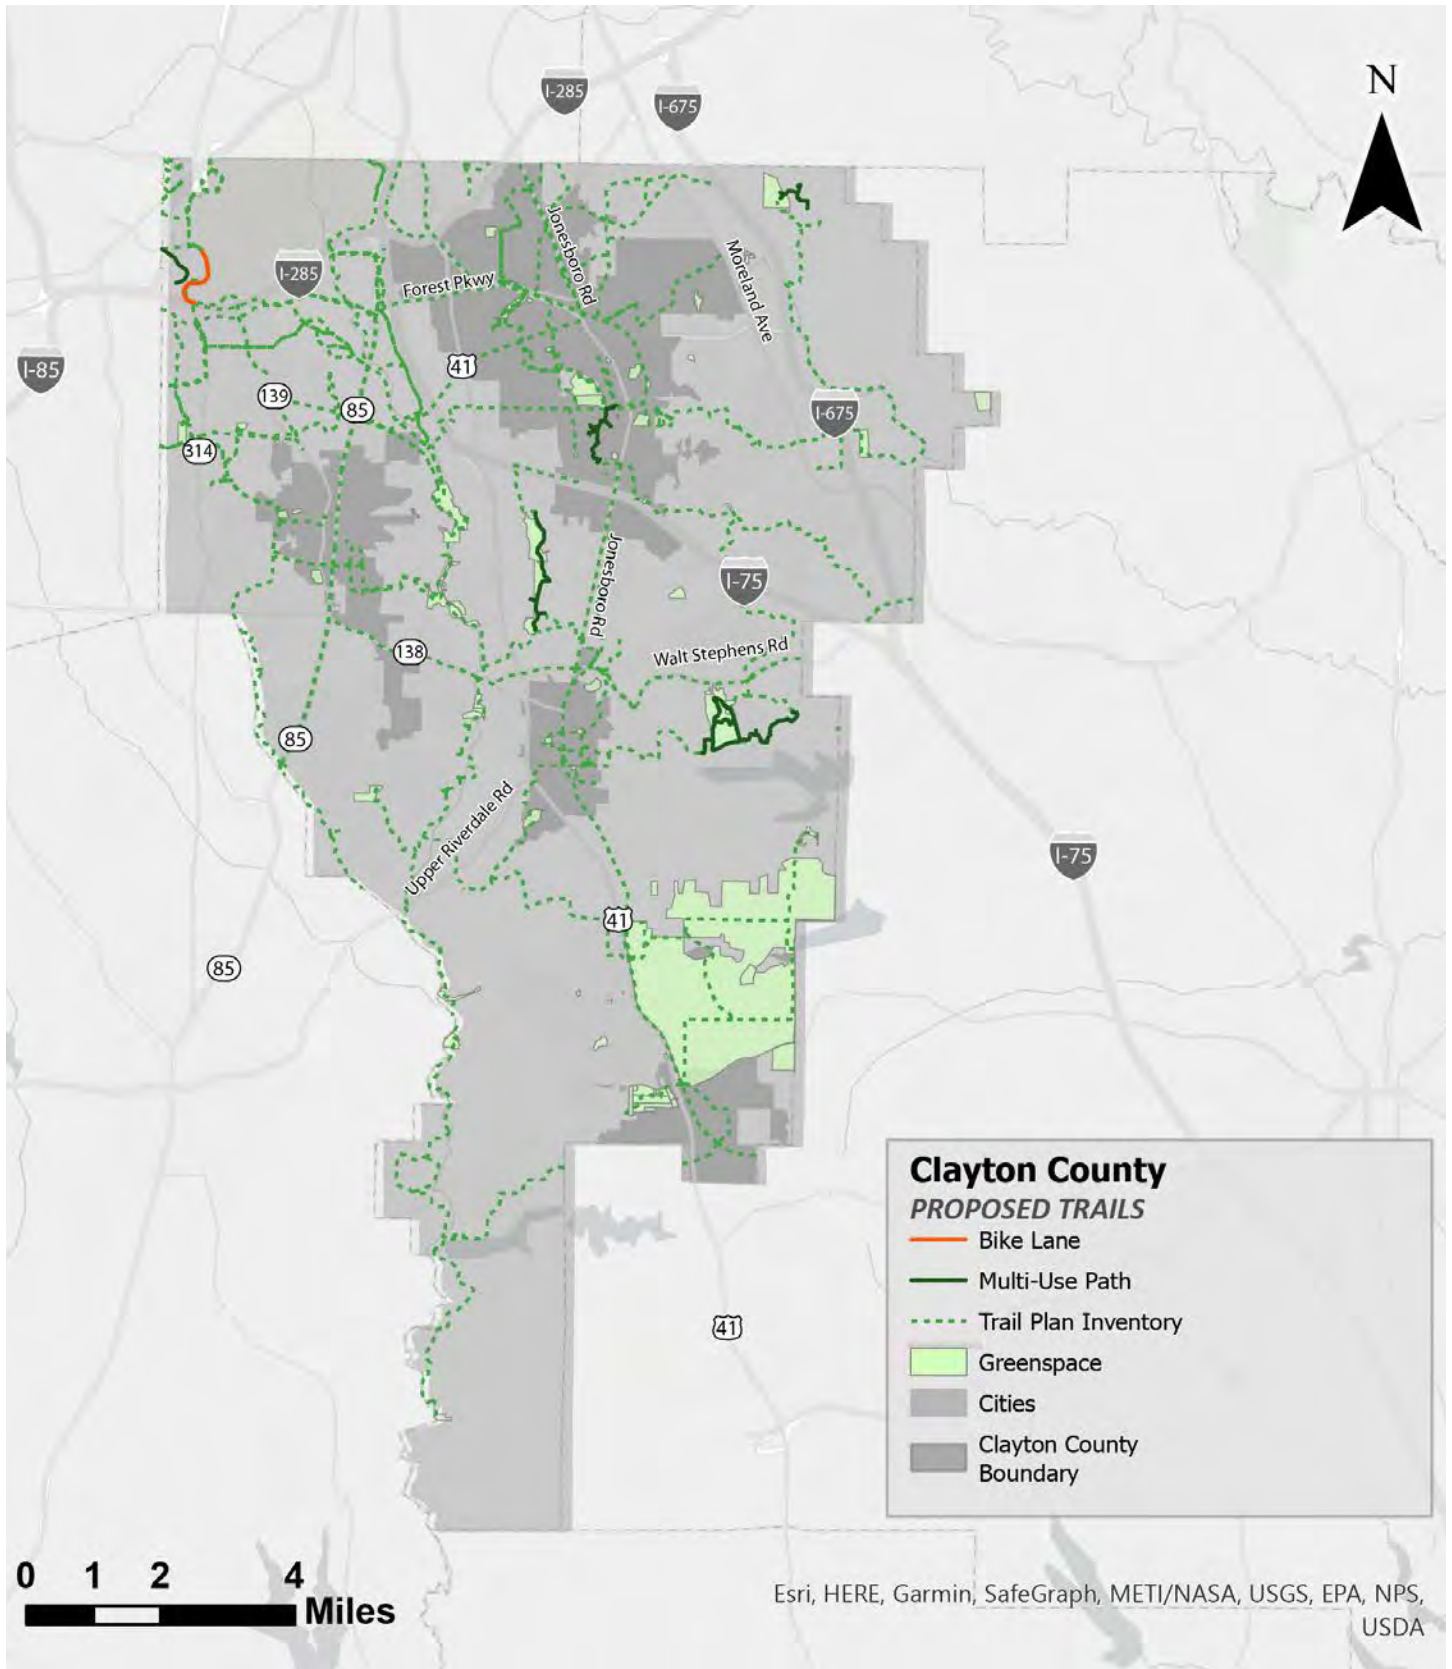 N
I-285
I-675
I-285
Jonesboro Rd
Moreland Ave
Forest Pkwy
I-85
41
139
85
I-675
314
I-75
Jonesboro Rd
138
Walt Stephens Rd
85
Upper Riverdale Rd
I-75
41
85
41
Clayton County
PROPOSED TRAILS
Bike Lane
Multi-Use Path
Trail Plan Inventory
Greenspace
Cities
Clayton County
Boundary
0 1 2 4
Miles
Esri, HERE, Garmin, SafeGraph, METI/NASA, USGS, EPA, NPS,
USDA